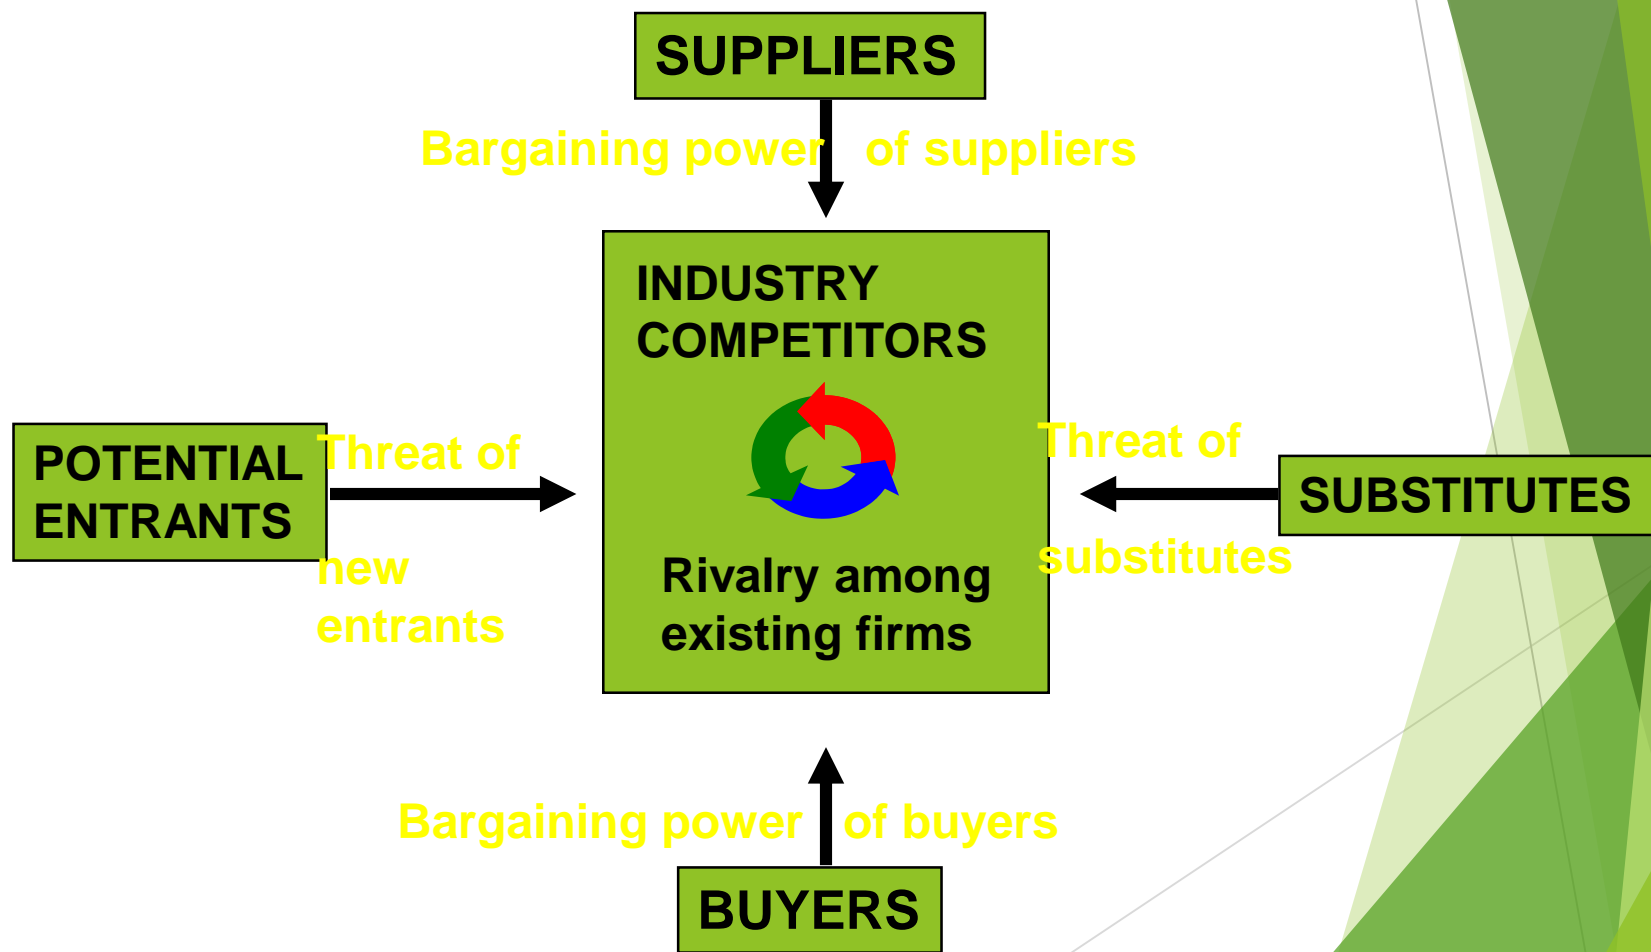 SUPPLIERS
Bargaining power of suppliers
INDUSTRY
COMPETITORS
POTENTIAL
ENTRANTS
Threat of
new
entrants
Threat of
substitutes
SUBSTITUTES
Rivalry among
existing firms
Bargaining power of buyers
BUYERS